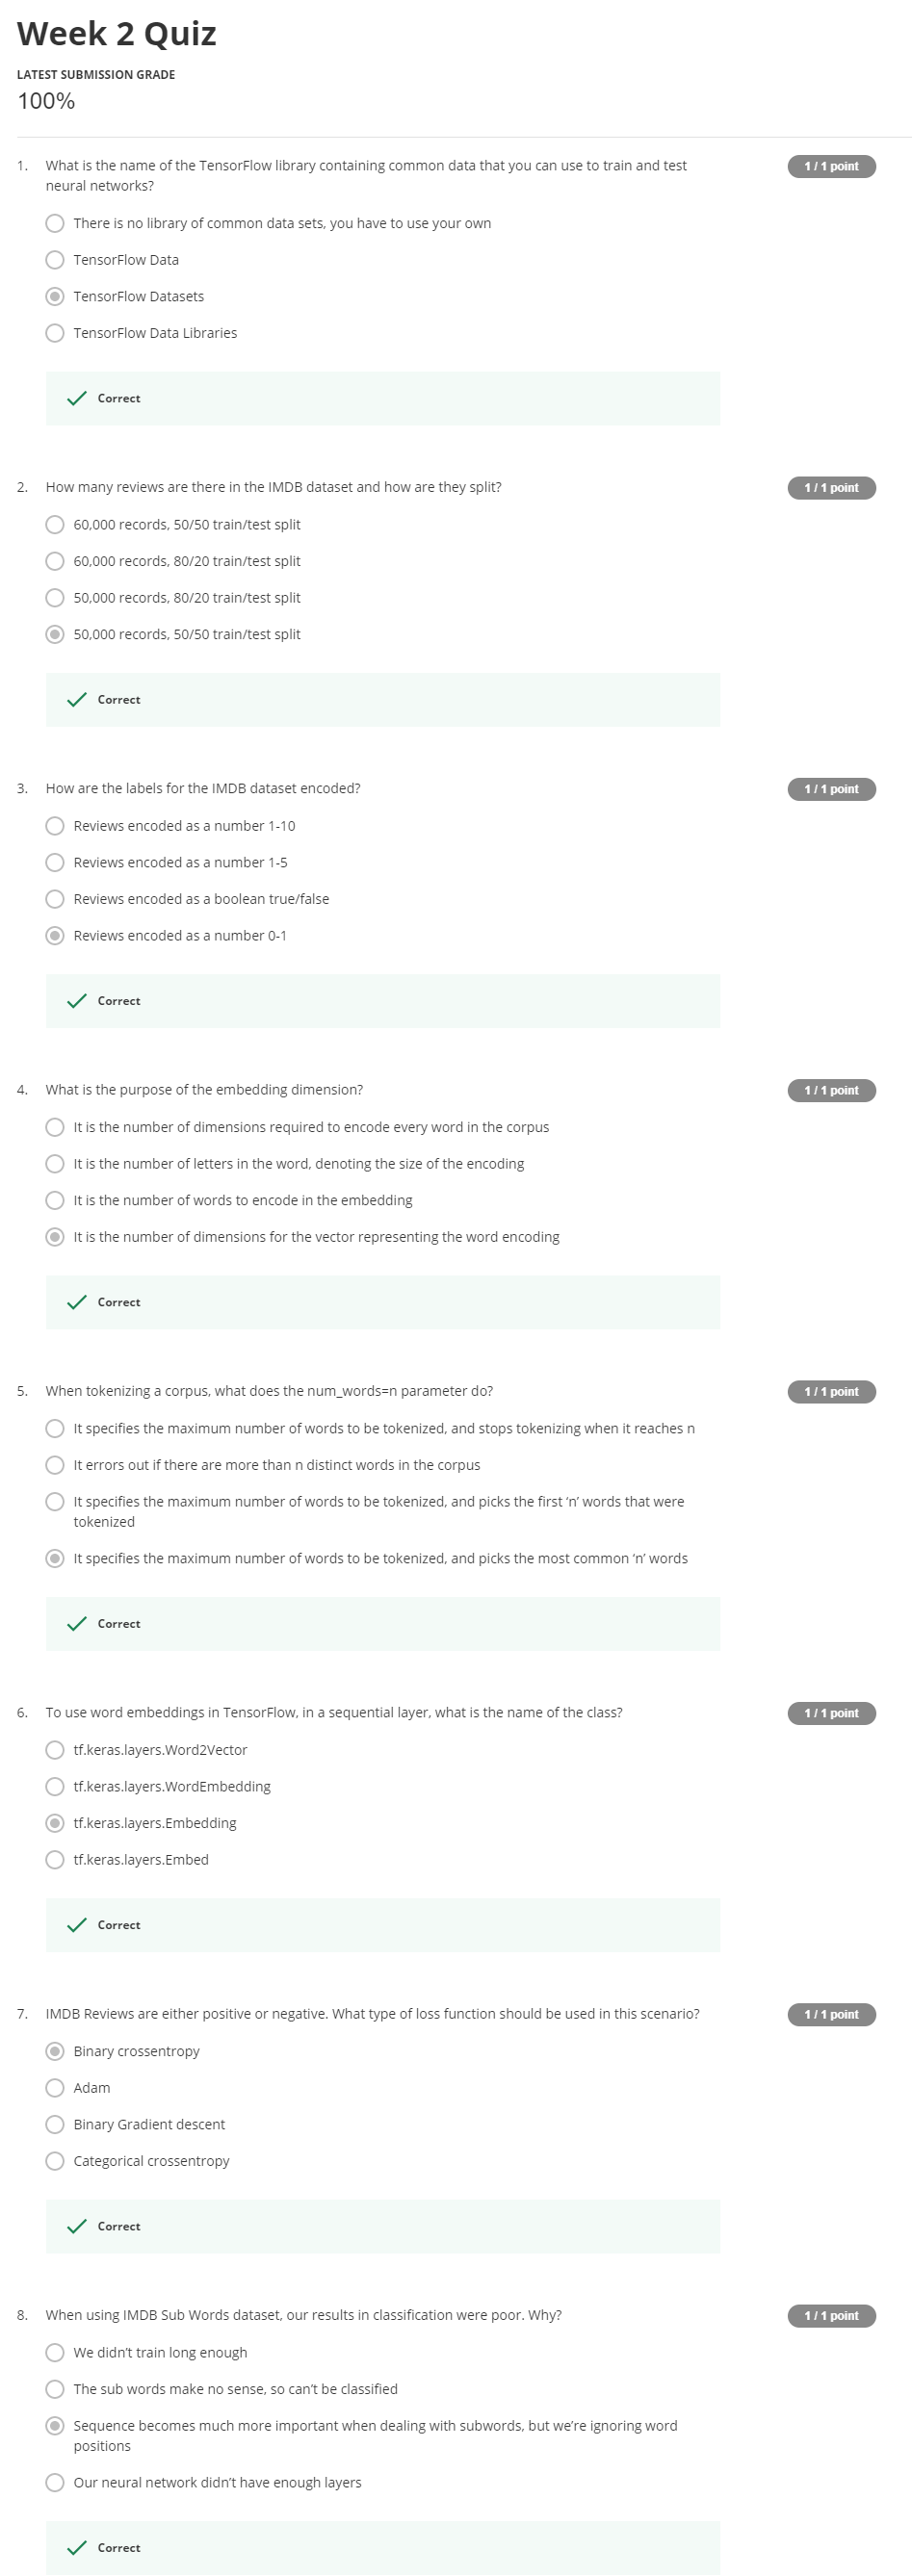 Week 2 Quiz
LATEST SUBMISSION GRADE
100%
1. What is the name of the TensorFlow library containing common data that you can use to train and test
neural networks?
1 / 1 point
There is no library of common data sets, you have to use your own
TensorFlow Data
TensorFlow Datasets
TensorFlow Data Libraries
Correct
2. How many reviews are there in the IMDB dataset and how are they split?
1 / 1 point
60,000 records, 50/50 train/test split
60,000 records, 80/20 train/test split
50,000 records, 80/20 train/test split
50,000 records, 50/50 train/test split
Correct
3. How are the labels for the IMDB dataset encoded?
1 / 1 point
Reviews encoded as a number 1-10
Reviews encoded as a number 1-5
Reviews encoded as a boolean true/false
Reviews encoded as a number 0-1
Correct
4. What is the purpose of the embedding dimension?
1 / 1 point
It is the number of dimensions required to encode every word in the corpus
It is the number of letters in the word, denoting the size of the encoding
It is the number of words to encode in the embedding
It is the number of dimensions for the vector representing the word encoding
Correct
5. When tokenizing a corpus, what does the num_words=n parameter do?
1 / 1 point
It specifies the maximum number of words to be tokenized, and stops tokenizing when it reaches n
It errors out if there are more than n distinct words in the corpus
It specifies the maximum number of words to be tokenized, and picks the first ‘n’ words that were
tokenized
It specifies the maximum number of words to be tokenized, and picks the most common ‘n’ words
Correct
6. To use word embeddings in TensorFlow, in a sequential layer, what is the name of the class?
1 / 1 point
tf.keras.layers.Word2Vector
tf.keras.layers.WordEmbedding
tf.keras.layers.Embedding
tf.keras.layers.Embed
Correct
7. IMDB Reviews are either positive or negative. What type of loss function should be used in this scenario?
1 / 1 point
Binary crossentropy
Adam
Binary Gradient descent
Categorical crossentropy
Correct
8. When using IMDB Sub Words dataset, our results in classification were poor. Why?
1 / 1 point
We didn’t train long enough
The sub words make no sense, so can’t be classified
Sequence becomes much more important when dealing with subwords, but we’re ignoring word
positions
Our neural network didn’t have enough layers
Correct